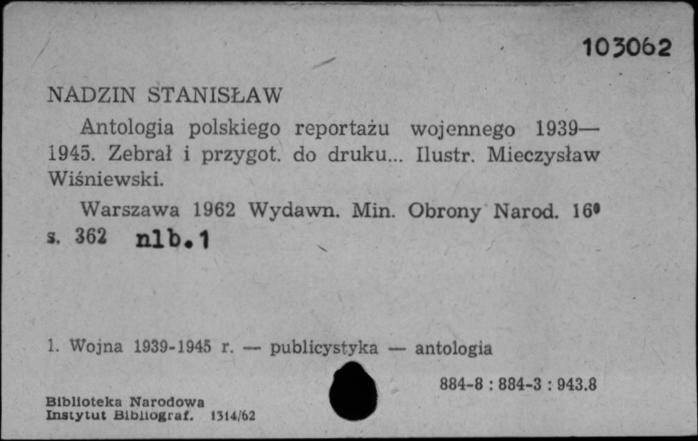 103062
NADZIN STANISŁAW
Antologia polskiego reportażu wojennego 1939—
1945. Zebrał i przygot. do druku... Ilustr. Mieczysław
Wiśniewski.
Warszawa 1962 Wydawn. Min. Obrony Narod. 16⁰
s. 362 nlb.1
1. Wojna 1939-1945 r. — publicystyka — antologia
884-8 : 884-3 : 943.8
Biblioteka Narodowa
Instytut Bibliograf. 1314/62